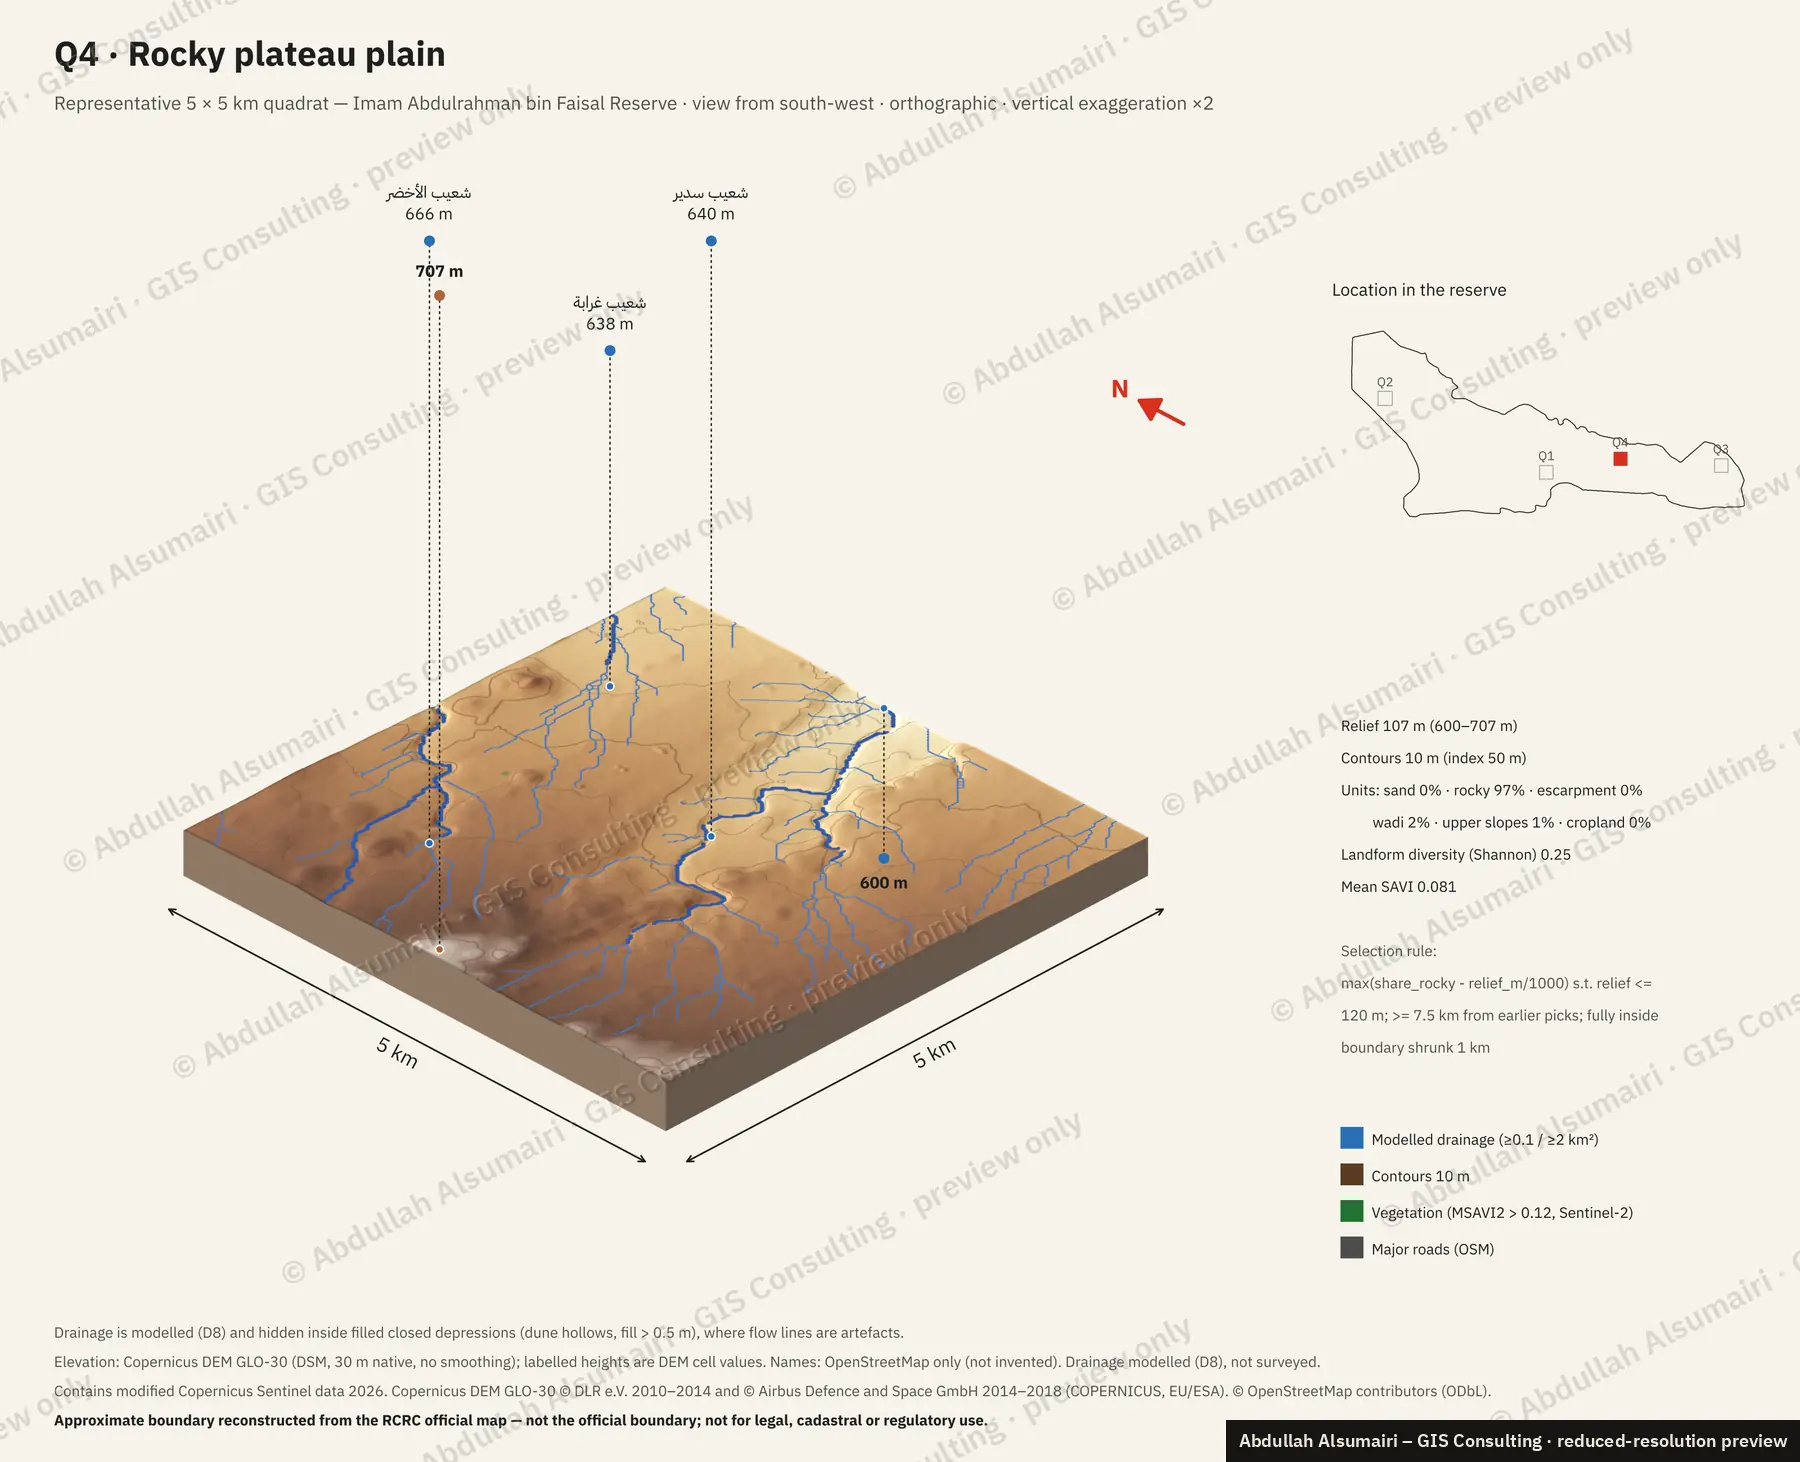 Q4 · Rocky plateau plain
Representative 5 × 5 km quadrat — Imam Abdulrahman bin Faisal Reserve · view from south-west · orthographic · vertical exaggeration ×2
شعيب الأخضر
666 m
شعيب سدير
640 m
707 m
شعيب غرابة
638 m
N
Location in the reserve
Q2
Q4
Q3
Q1
600 m
5 km
5 km
Relief 107 m (600–707 m)
Contours 10 m (index 50 m)
Units: sand 0% · rocky 97% · escarpment 0%
wadi 2% · upper slopes 1% · cropland 0%
Landform diversity (Shannon) 0.25
Mean SAVI 0.081
Selection rule:
max(share_rocky - relief_m/1000) s.t. relief <=
120 m; >= 7.5 km from earlier picks; fully inside
boundary shrunk 1 km
Modelled drainage (≥0.1 / ≥2 km²)
Contours 10 m
Vegetation (MSAVI2 > 0.12, Sentinel-2)
Major roads (OSM)
Drainage is modelled (D8) and hidden inside filled closed depressions (dune hollows, fill > 0.5 m), where flow lines are artefacts.
Elevation: Copernicus DEM GLO-30 (DSM, 30 m native, no smoothing); labelled heights are DEM cell values. Names: OpenStreetMap only (not invented). Drainage modelled (D8), not surveyed.
Contains modified Copernicus Sentinel data 2026. Copernicus DEM GLO-30 © DLR e.V. 2010–2014 and © Airbus Defence and Space GmbH 2014–2018 (COPERNICUS, EU/ESA). © OpenStreetMap contributors (ODbL).
Approximate boundary reconstructed from the RCRC official map — not the official boundary; not for legal, cadastral or regulatory use.
Abdullah Alsumairi – GIS Consulting · reduced-resolution preview
© Abdullah Alsumairi · GIS Consulting · preview only